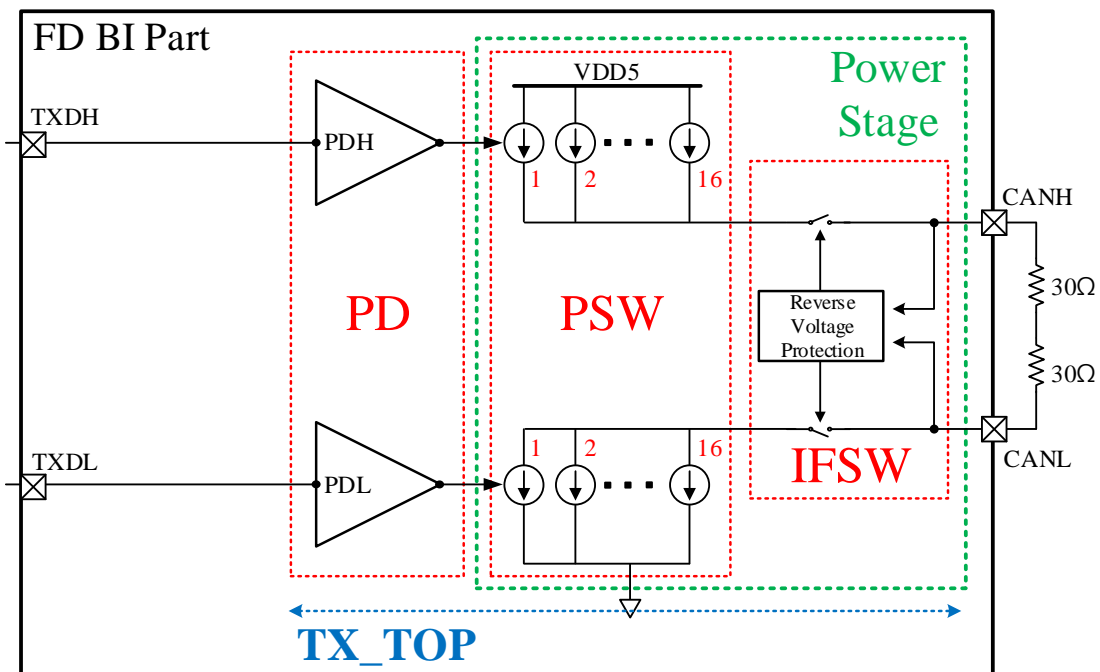 FD BI Part
Power
Stage
VDD5
TXDH
PDH
1
2
16
CANH
30Ω
PD
PSW
Reverse
Voltage
Protection
30Ω
1
2
16
IFSW
CANL
TXDL
PDL
TX_TOP